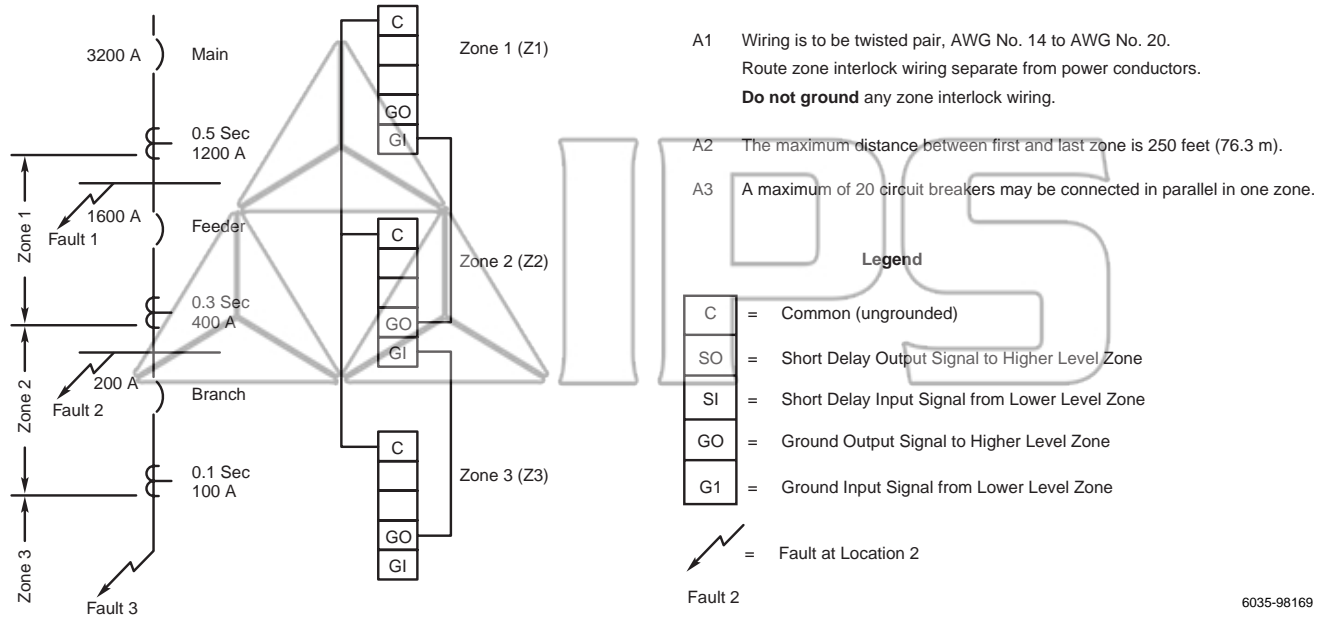 3200 A Main
0.5 Sec
1200 A
Zone 1
Fault 1
1600 A
Feeder
0.3 Sec
400 A
Zone 2
Fault 2
200 A
Branch
0.1 Sec
100 A
Zone 3
Fault 3
C
GO
GI
Zone 1 (Z1)
C
GO
GI
Zone 2 (Z2)
C
GO
GI
Zone 3 (Z3)
A1 Wiring is to be twisted pair, AWG No. 14 to AWG No. 20.
Route zone interlock wiring separate from power conductors.
Do not ground any zone interlock wiring.
A2 The maximum distance between first and last zone is 250 feet (76.3 m).
A3 A maximum of 20 circuit breakers may be connected in parallel in one zone.
Legend
C = Common (ungrounded)
SO = Short Delay Output Signal to Higher Level Zone
SI = Short Delay Input Signal from Lower Level Zone
GO = Ground Output Signal to Higher Level Zone
G1 = Ground Input Signal from Lower Level Zone
= Fault at Location 2
Fault 2
6035-98169
IPS